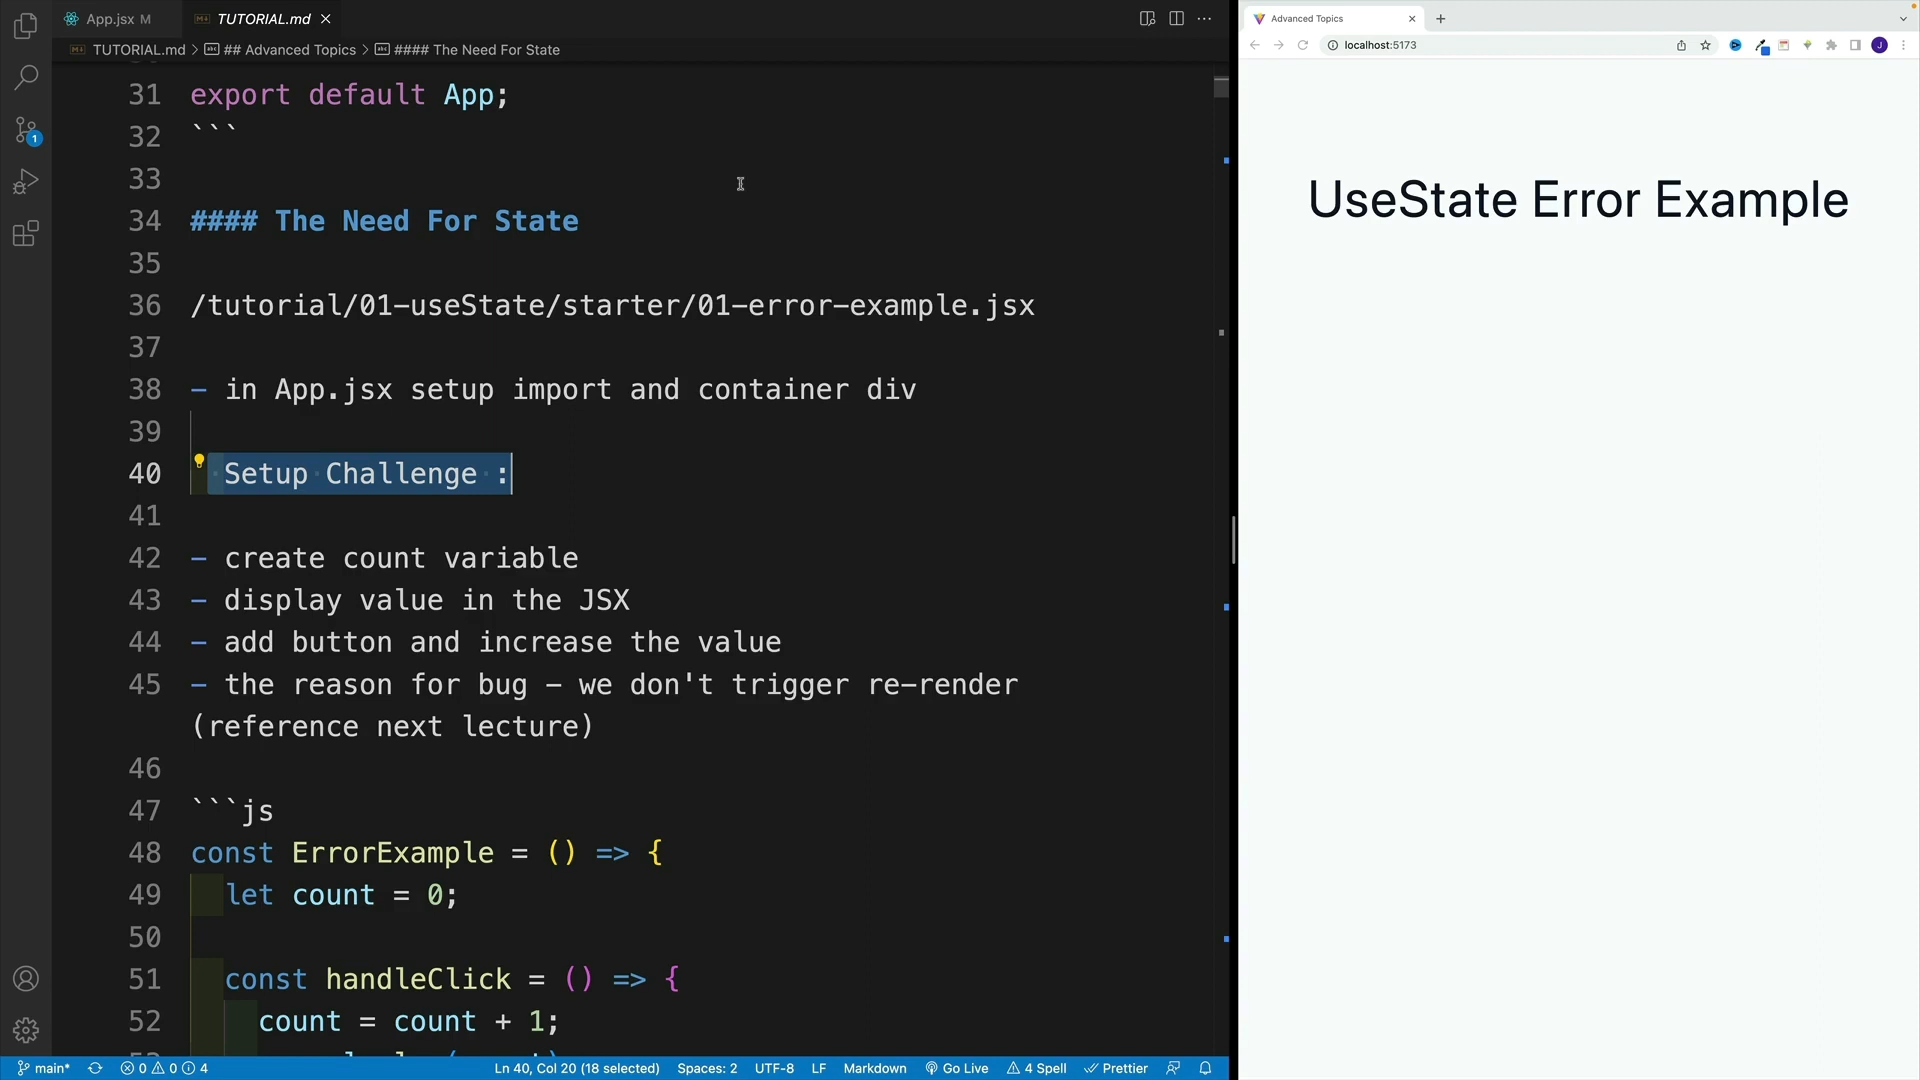 App.jsx M
TUTORIAL.md
Advanced Topics
localhost:5173
J
TUTORIAL.md > ## Advanced Topics > #### The Need For State
31 export default App;
32 ```
33
34 #### The Need For State
35
36 /tutorial/01-useState/starter/01-error-example.jsx
37
38 - in App.jsx setup import and container div
39
40 Setup Challenge :
41
42 - create count variable
43 - display value in the JSX
44 - add button and increase the value
45 - the reason for bug - we don't trigger re-render
(reference next lecture)
46
47 ```js
48 const ErrorExample = () => {
49 let count = 0;
50
51 const handleClick = () => {
52 count = count + 1;
UseState Error Example
1
main* 0 0 4 Ln 40, Col 20 (18 selected) Spaces: 2 UTF-8 LF Markdown Go Live 4 Spell Prettier